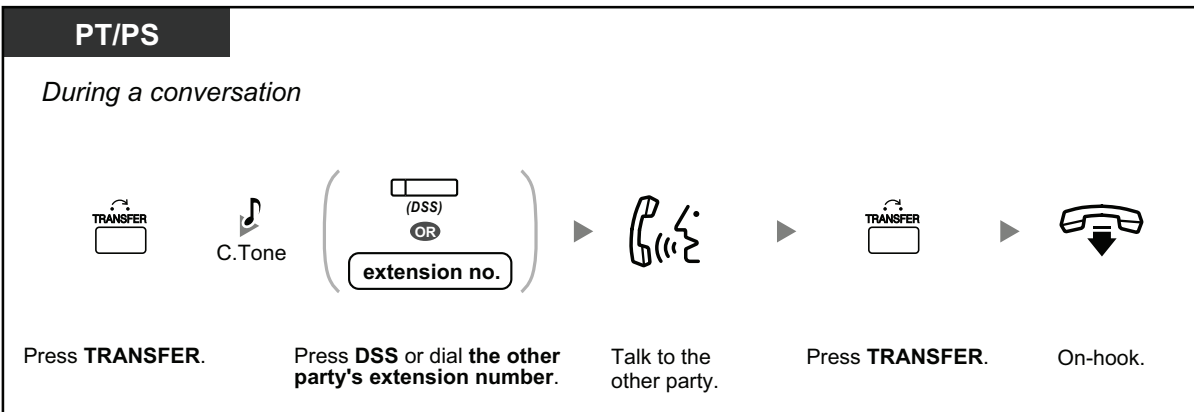 PT/PS
During a conversation
TRANSFER
C.Tone
(DSS)
OR
extension no.
TRANSFER
Press TRANSFER.
Press DSS or dial the other
party's extension number.
Talk to the
other party.
Press TRANSFER.
On-hook.